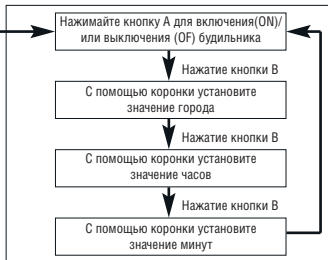 Нажимайте кнопку А для включения(ON)/
или выключения (OF) будильника
Нажатие кнопки В
С помощью коронки установите
значение города
Нажатие кнопки В
С помощью коронки установите
значение часов
Нажатие кнопки В
С помощью коронки установите
значение минут